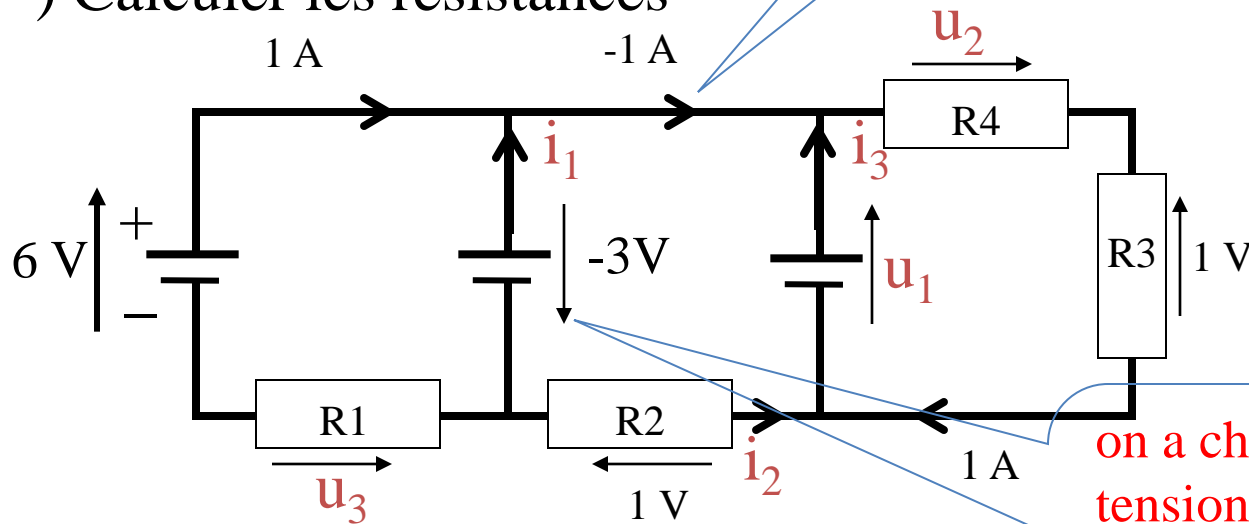 ) Calculer les résistances
1 A
-1 A
u2
R4
i1
i3
6 V
+
–
-3V
u1
R3
1 V
R1
R2
i2
u3
1 V
1 A
on a ch
tension